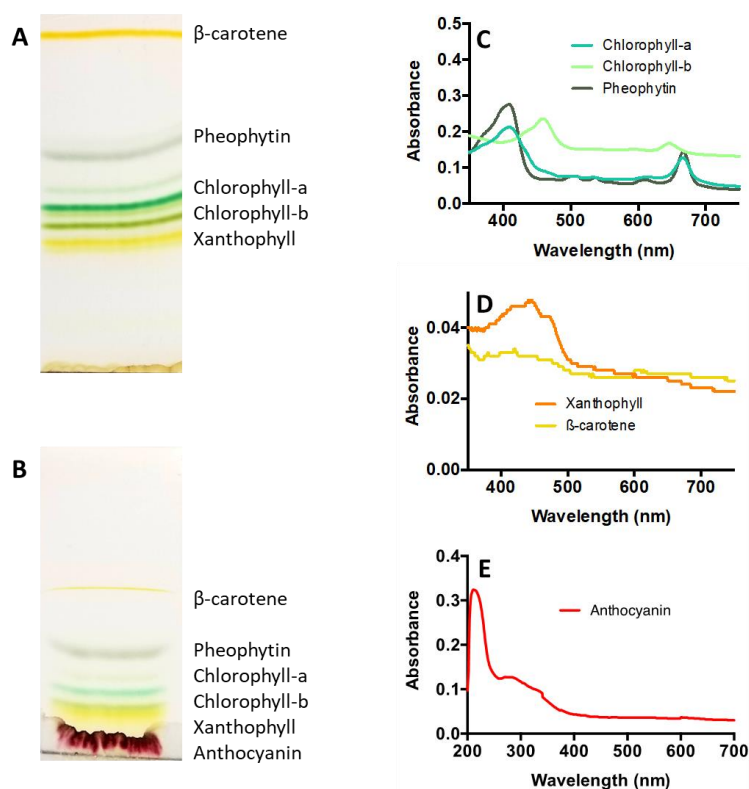 A
β-carotene
Pheophytin
Chlorophyll-a
Chlorophyll-b
Xanthophyll
B
β-carotene
Pheophytin
Chlorophyll-a
Chlorophyll-b
Xanthophyll
Anthocyanin
C
Absorbance
0.5
0.4
0.3
0.2
0.1
0.0
Chlorophyll-a
Chlorophyll-b
Pheophytin
400 500 600 700
Wavelength (nm)
D
Absorbance
0.04
0.02
0.00
Xanthophyll
ß-carotene
400 500 600 700
Wavelength (nm)
E
Absorbance
0.4
0.3
0.2
0.1
0.0
Anthocyanin
200 300 400 500 600 700
Wavelength (nm)